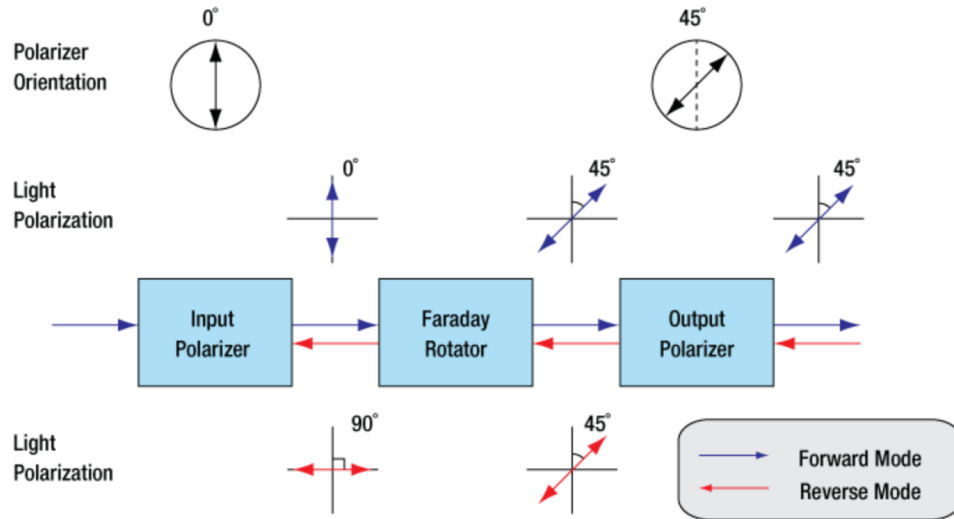 0°
45°
Polarizer
Orientation
0°
45°
45°
Light
Polarization
Input
Polarizer
Faraday
Rotator
Output
Polarizer
90°
45°
Light
Polarization
Forward Mode
Reverse Mode